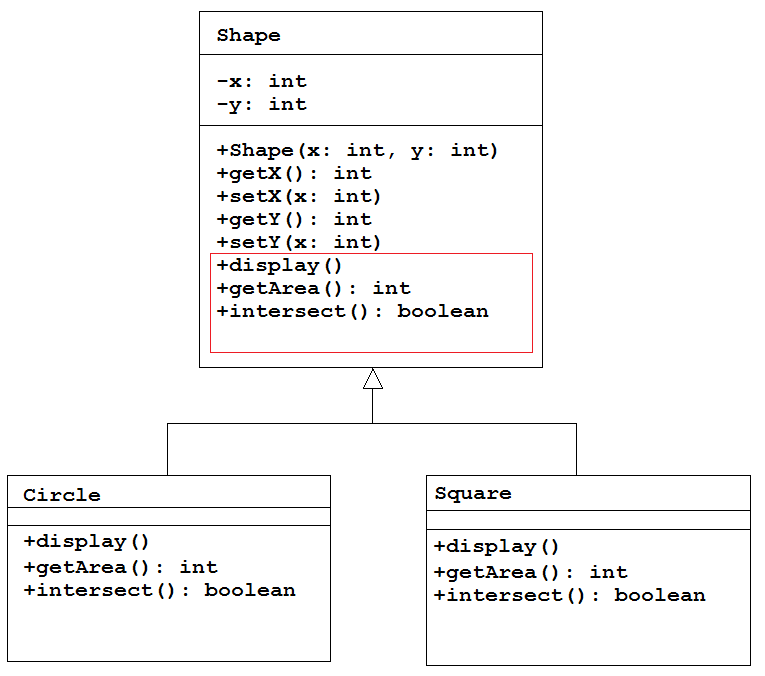 Shape
-x: int
-y: int
+Shape(x: int, y: int)
+getX(): int
+setX(x: int)
+getY(): int
+setY(x: int)
+display()
+getArea(): int
+intersect(): boolean
Circle
+display()
+getArea(): int
+intersect(): boolean
Square
+display()
+getArea(): int
+intersect(): boolean